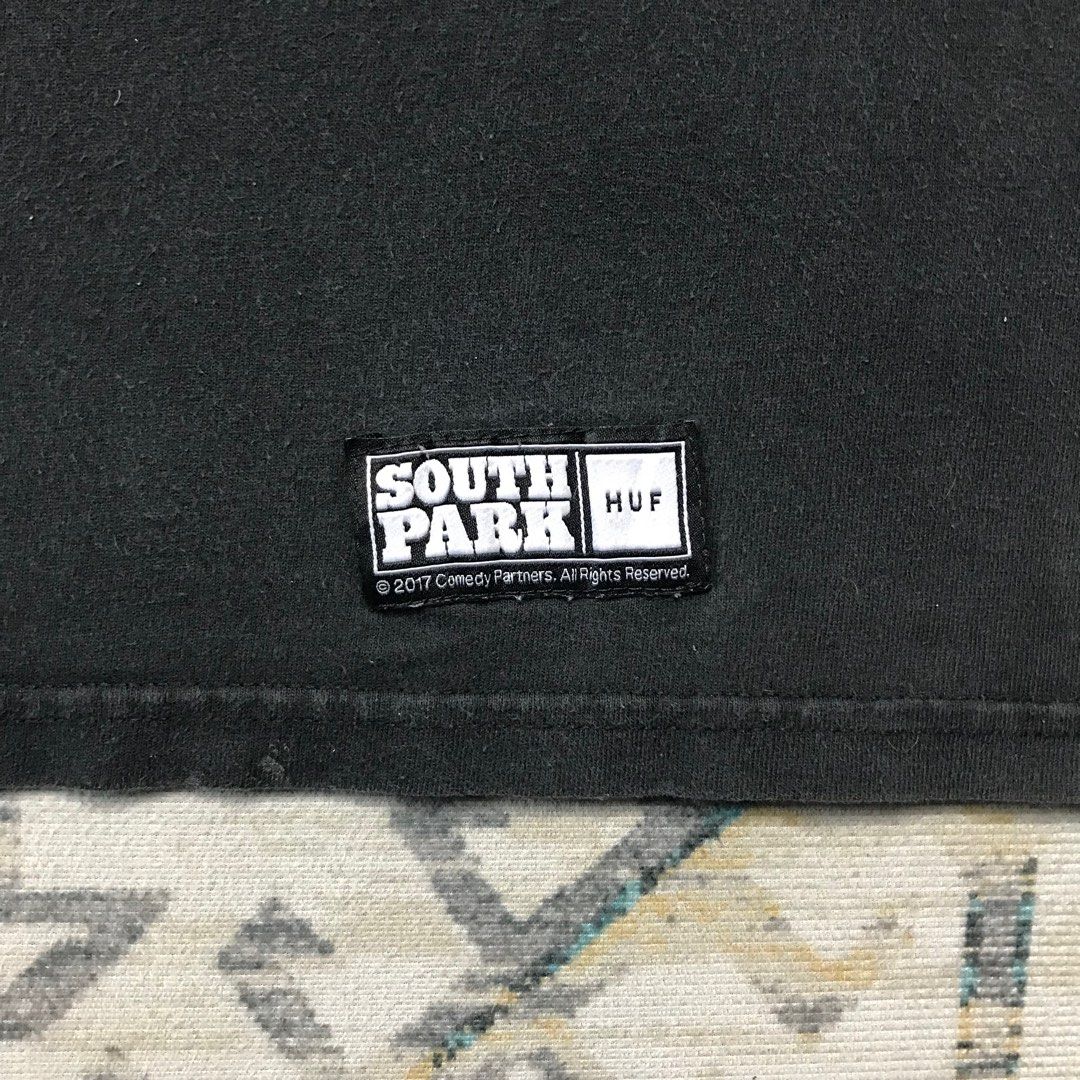 SOUTH
PARK
HUF
© 2017 Comedy Partners. All Rights Reserved.